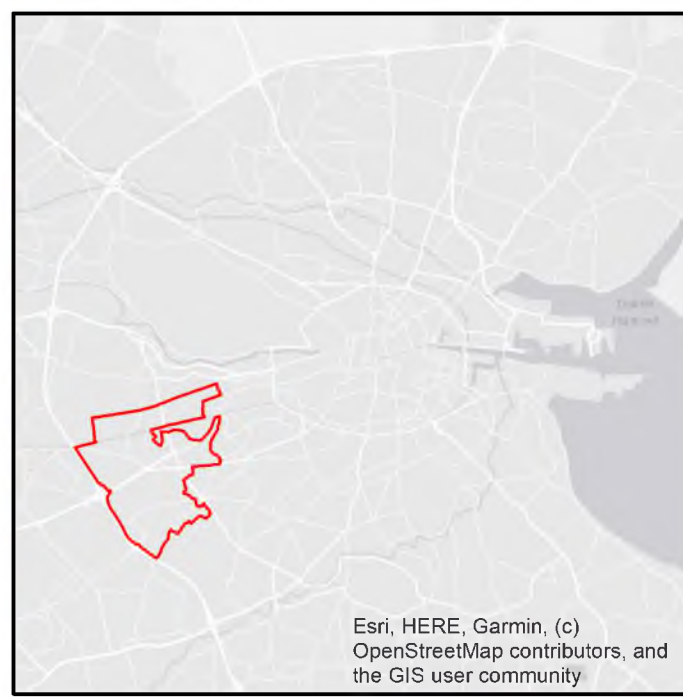 Esri, HERE, Garmin, (c)
OpenStreetMap contributors, and
the GIS user community